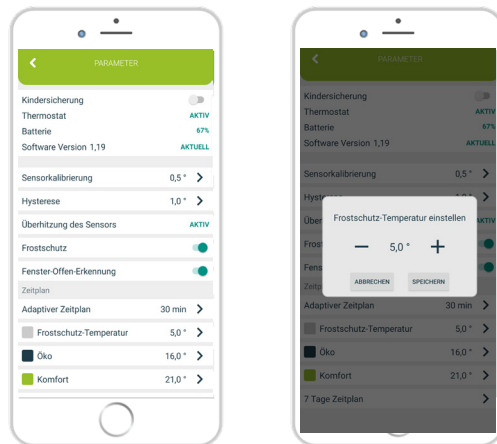 PARAMETER
Kindersicherung
Thermostat AKTIV
Batterie 67%
Software Version 1,19 AKTUELL
Sensorkalibrierung 0,5 °
Hysterese 1,0 °
Überhitzung des Sensors AKTIV
Frostschutz
Fenster-Offen-Erkennung
Zeitplan
Adaptiver Zeitplan 30 min
Frostschutz-Temperatur 5,0 °
Öko 16,0 °
Komfort 21,0 °
PARAMETER
Kindersicherung
Thermostat AKTIV
Batterie 67%
Software Version 1,19 AKTUELL
Sensorkalibrierung 0,5 °
Frostschutz-Temperatur einstellen
5,0 °
ABBRECHEN SPEICHERN
Adaptiver Zeitplan 30 min
Frostschutz-Temperatur 5,0 °
Öko 16,0 °
Komfort 21,0 °
7 Tage Zeitplan